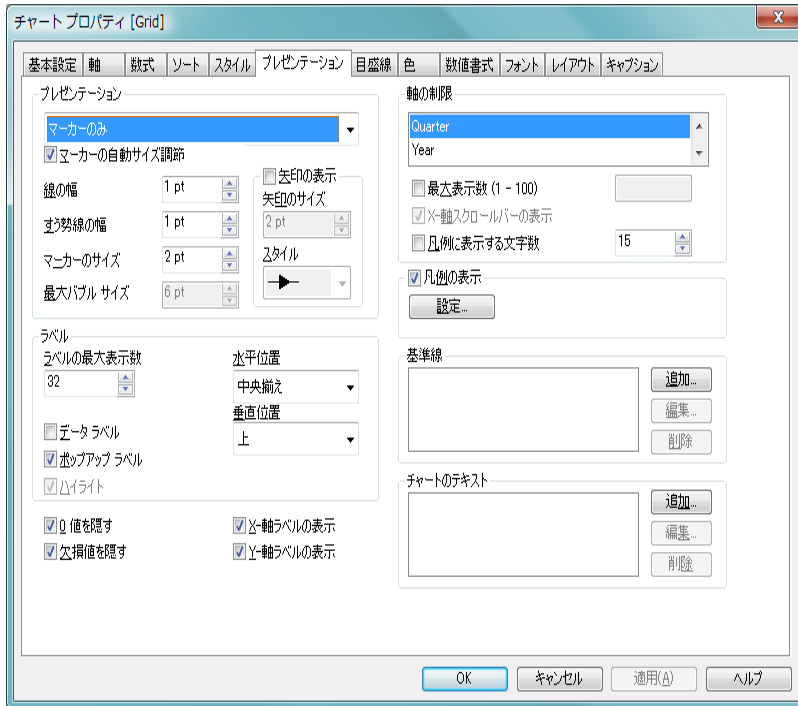 チャート プロパティ [Grid]
基本設定 軸 数式 ソート スタイル プレゼンテーション 目盛線 色 数値書式 フォント レイアウト キャプション
プレゼンテーション
マーカーのみ
マーカーの自動サイズ調節
線の幅 1 pt
すう勢線の幅 1 pt
マーカーのサイズ 2 pt
最大バブル サイズ 6 pt
矢印の表示
矢印のサイズ
2 pt
スタイル
ラベル
ラベルの最大表示数
32
データ ラベル
ポップアップ ラベル
ハイライト
水平位置
中央揃え
垂直位置
上
0 値を隠す
欠損値を隠す
X-軸ラベルの表示
Y-軸ラベルの表示
軸の制限
Quarter
Year
最大表示数 (1 - 100)
X-軸スクロールバーの表示
凡例に表示する文字数 15
凡例の表示
設定...
基準線
追加...
編集...
削除
チャートのテキスト
追加...
編集...
削除
OK キャンセル 適用(A) ヘルプ